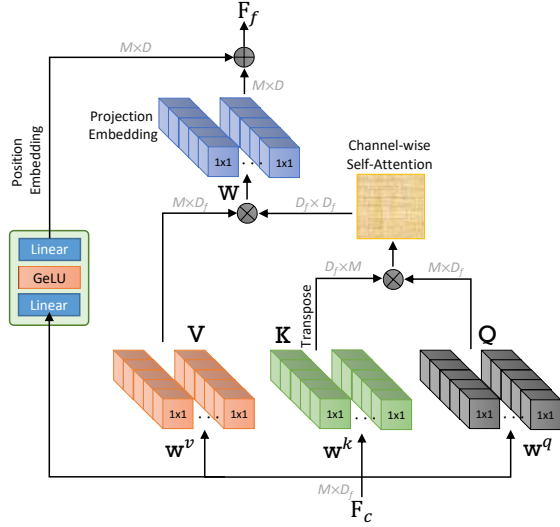 F_f
M×D
M×D
Projection
Embedding
1x1 ... 1x1
Channel-wise
Self-Attention
Position
Embedding
W
M×D_f
D_f×D_f
Linear
GeLU
Linear
D_f×M
M×D_f
Transpose
V
K
Q
1x1 ... 1x1
1x1 ... 1x1
1x1 ... 1x1
w^v
w^k
w^q
M×D_f
F_c